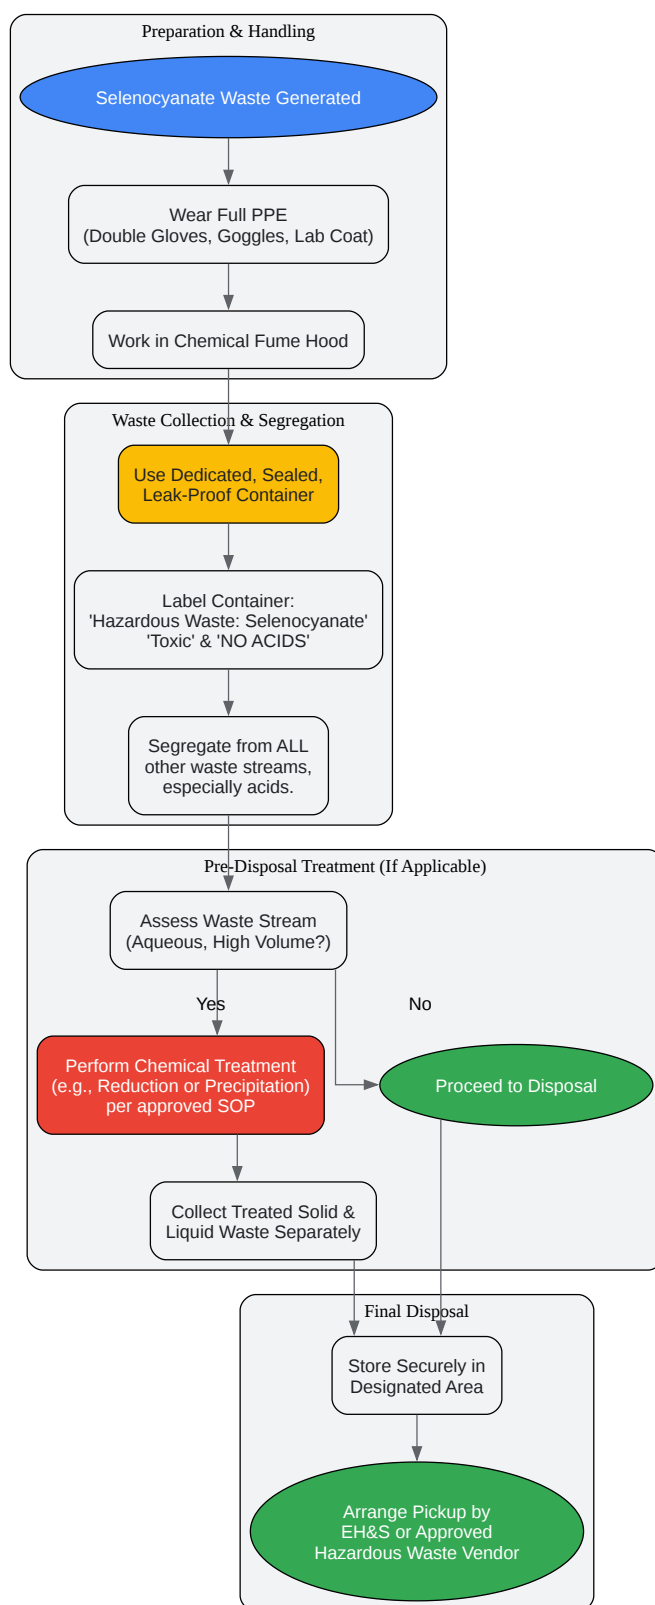 Preparation & Handling
Selenocyanate Waste Generated
Wear Full PPE
(Double Gloves, Goggles, Lab Coat)
Work in Chemical Fume Hood
Waste Collection & Segregation
Use Dedicated, Sealed,
Leak-Proof Container
Label Container:
'Hazardous Waste: Selenocyanate'
'Toxic' & 'NO ACIDS'
Segregate from ALL
other waste streams,
especially acids.
Pre-Disposal Treatment (If Applicable)
Assess Waste Stream
(Aqueous, High Volume?)
Yes
No
Perform Chemical Treatment
(e.g., Reduction or Precipitation)
per approved SOP
Proceed to Disposal
Collect Treated Solid &
Liquid Waste Separately
Final Disposal
Store Securely in
Designated Area
Arrange Pickup by
EH&S or Approved
Hazardous Waste Vendor